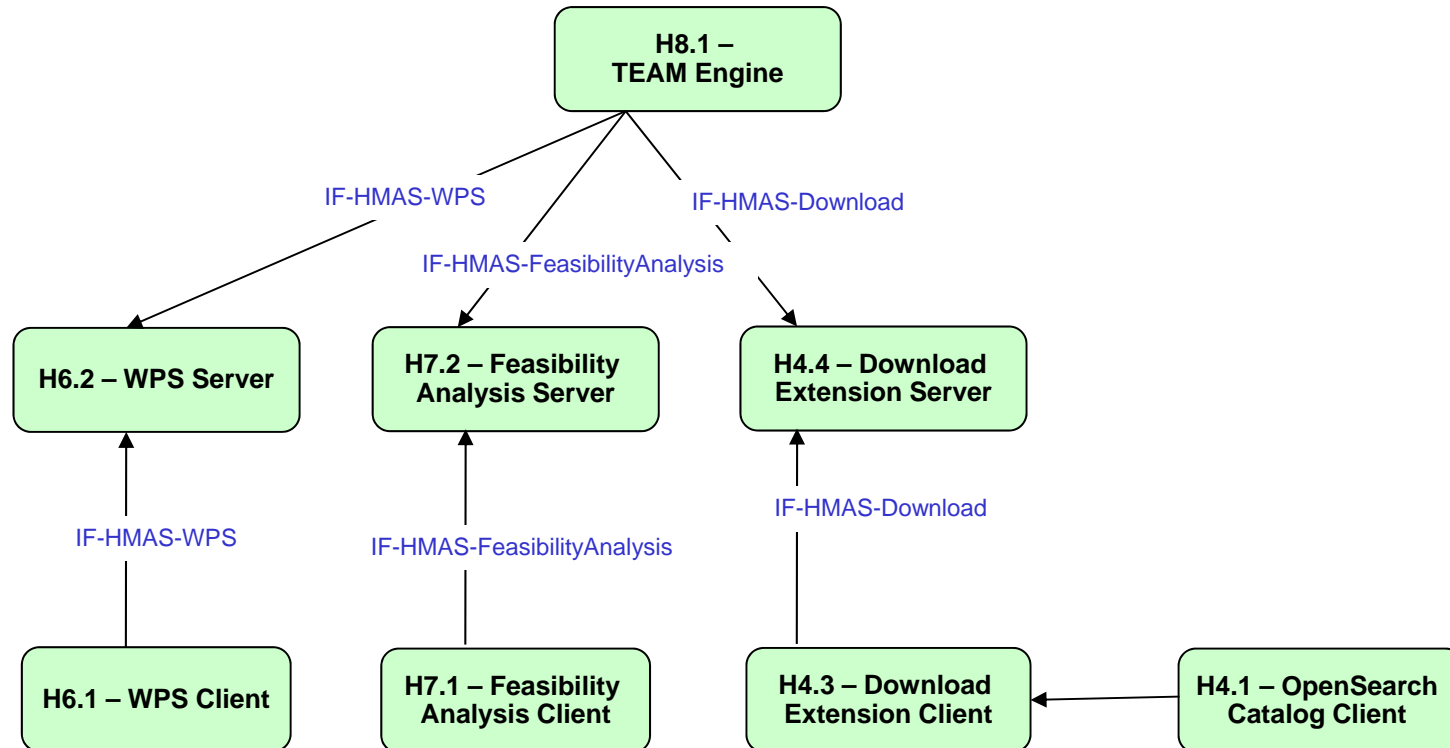 H8.1 –
TEAM Engine
IF-HMAS-WPS
IF-HMAS-Download
IF-HMAS-FeasibilityAnalysis
H6.2 – WPS Server
H7.2 – Feasibility
Analysis Server
H4.4 – Download
Extension Server
IF-HMAS-WPS
IF-HMAS-FeasibilityAnalysis
IF-HMAS-Download
H6.1 – WPS Client
H7.1 – Feasibility
Analysis Client
H4.3 – Download
Extension Client
H4.1 – OpenSearch
Catalog Client